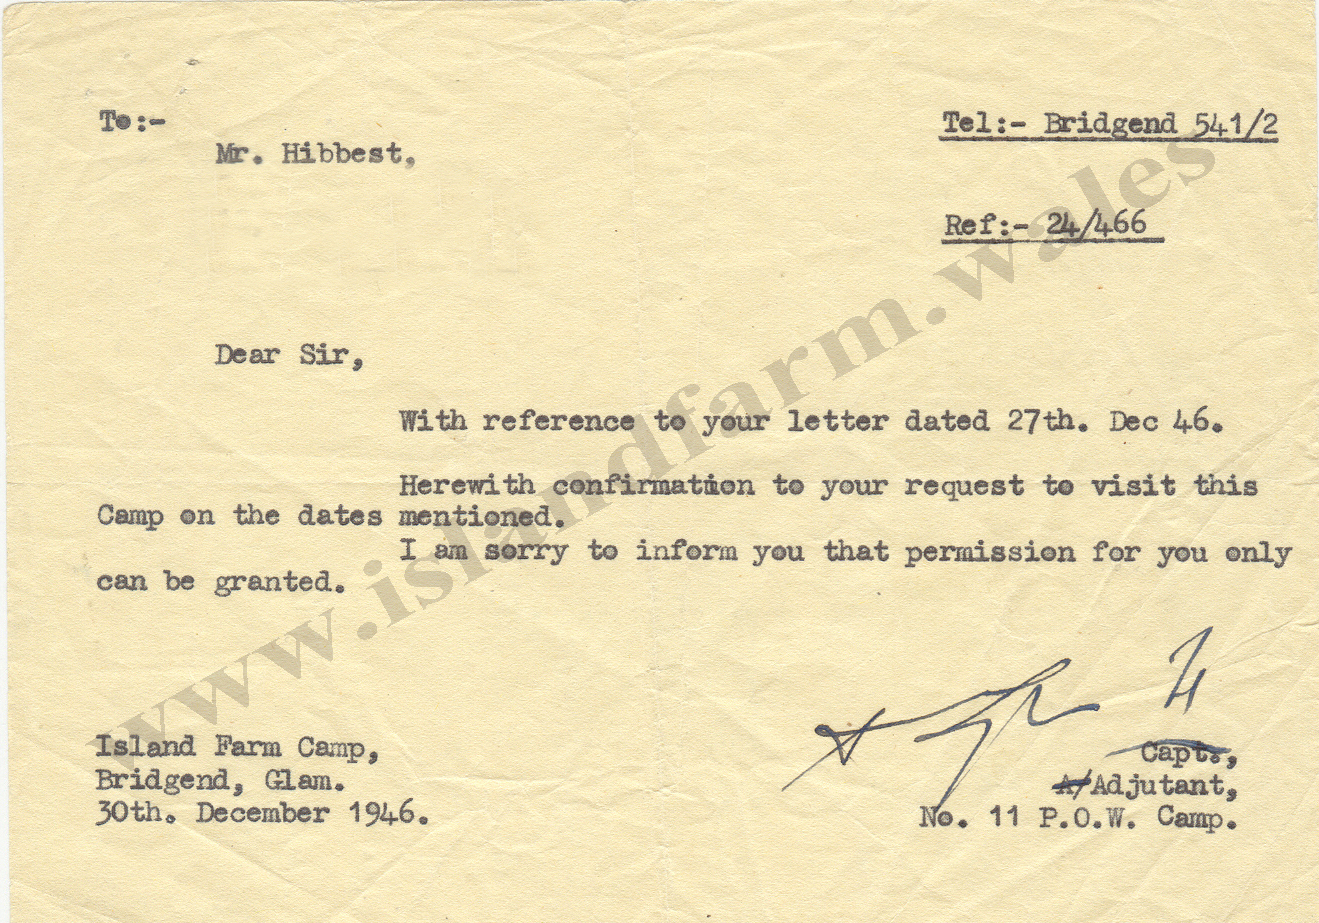 To:-
Tel:- Bridgend 541/2
Mr. Hibbest,
Ref:- 24/466
Dear Sir,
With reference to your letter dated 27th. Dec 46.
Herewith confirmation to your request to visit this
Camp on the dates mentioned.
I am sorry to inform you that permission for you only
can be granted.
Island Farm Camp,
Bridgend, Glam.
30th. December 1946.
Capt.,
A/Adjutant,
No. 11 P.O.W. Camp.
www.islandfarm.wales